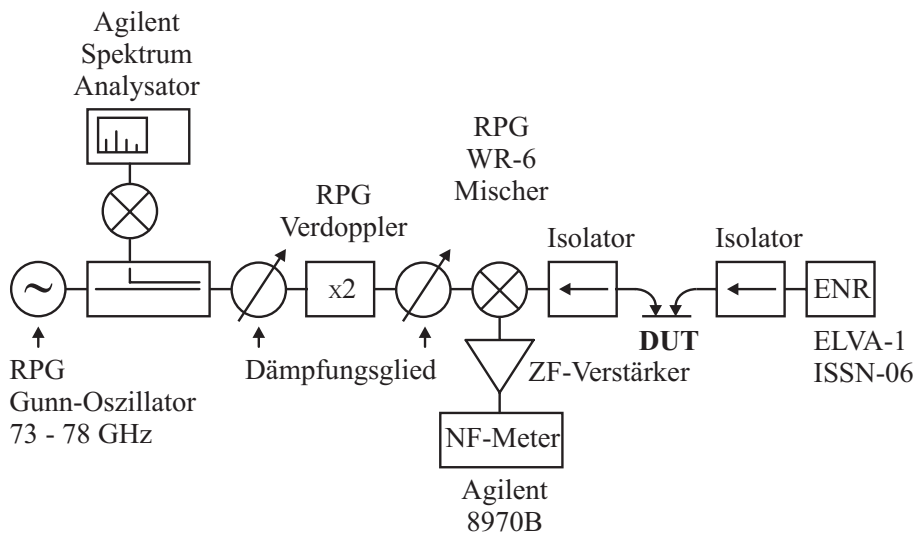 Agilent
Spektrum
Analysator
RPG
WR-6
Mischer
RPG
Verdoppler
Isolator
Isolator
~
x2
ENR
RPG
Gunn-Oszillator
73 - 78 GHz
Dämpfungsglied
DUT
ZF-Verstärker
ELVA-1
ISSN-06
NF-Meter
Agilent
8970B